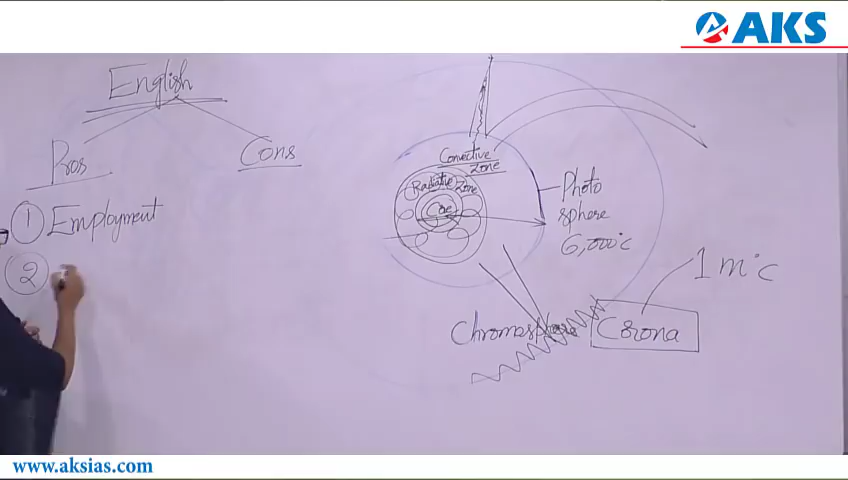 AKS
English
Pros
Cons
1 Employment
2
Convective
Zone
Radiative Zone
Core
Photo
sphere
6,000°C
1 m°C
Chromosphere
Corona
www.aksias.com